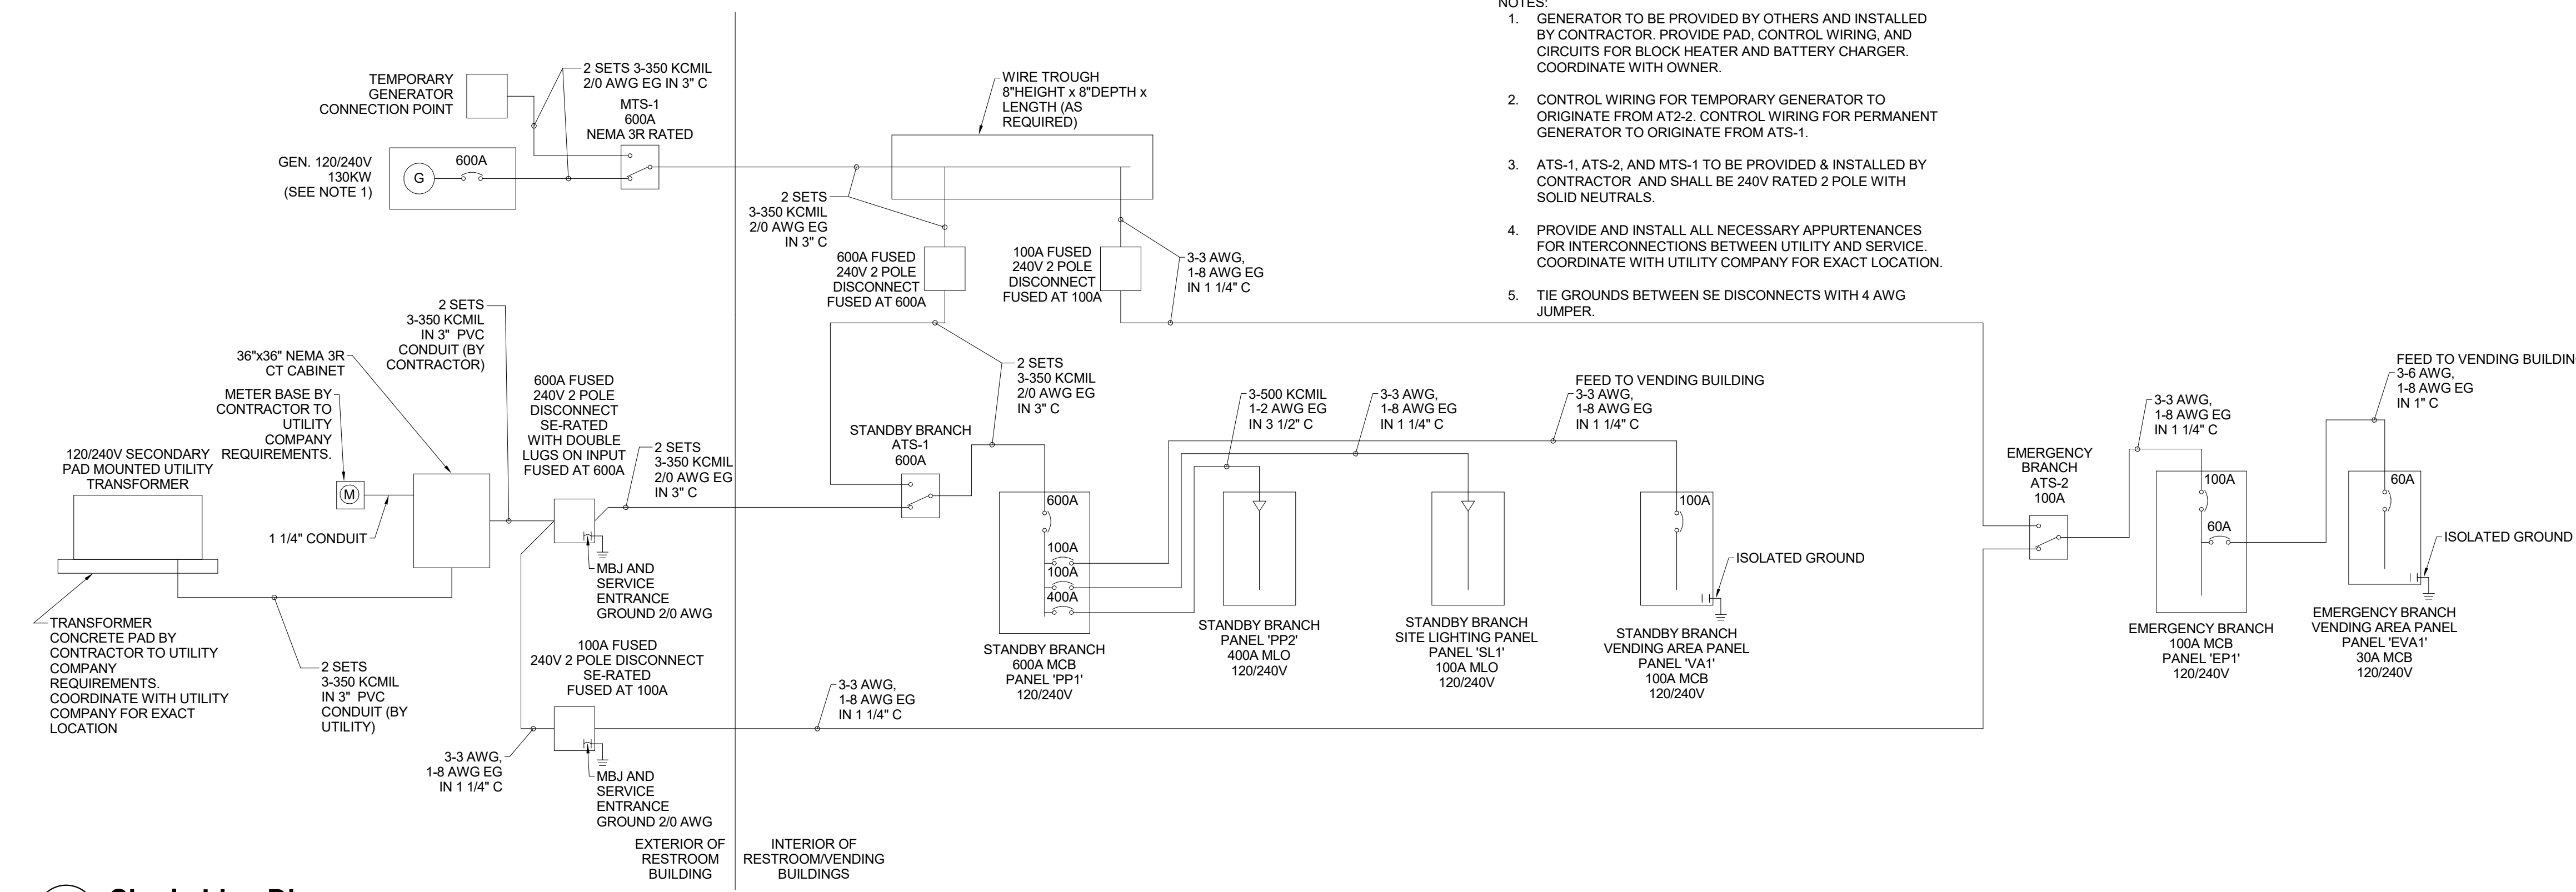 NOTES:
1. GENERATOR TO BE PROVIDED BY OTHERS AND INSTALLED
BY CONTRACTOR. PROVIDE PAD, CONTROL WIRING, AND
CIRCUITS FOR BLOCK HEATER AND BATTERY CHARGER.
COORDINATE WITH OWNER.
2. CONTROL WIRING FOR TEMPORARY GENERATOR TO
ORIGINATE FROM AT2-2. CONTROL WIRING FOR PERMANENT
GENERATOR TO ORIGINATE FROM ATS-1.
3. ATS-1, ATS-2, AND MTS-1 TO BE PROVIDED & INSTALLED BY
CONTRACTOR AND SHALL BE 240V RATED 2 POLE WITH
SOLID NEUTRALS.
4. PROVIDE AND INSTALL ALL NECESSARY APPURTENANCES
FOR INTERCONNECTIONS BETWEEN UTILITY AND SERVICE.
COORDINATE WITH UTILITY COMPANY FOR EXACT LOCATION.
5. TIE GROUNDS BETWEEN SE DISCONNECTS WITH 4 AWG
JUMPER.
TEMPORARY
GENERATOR
CONNECTION POINT
2 SETS 3-350 KCMIL
2/0 AWG EG IN 3" C
MTS-1
600A
NEMA 3R RATED
GEN. 120/240V
130KW
(SEE NOTE 1)
G
600A
WIRE TROUGH
8"HEIGHT x 8"DEPTH x
LENGTH (AS
REQUIRED)
2 SETS
3-350 KCMIL
2/0 AWG EG
IN 3" C
600A FUSED
240V 2 POLE
DISCONNECT
FUSED AT 600A
100A FUSED
240V 2 POLE
DISCONNECT
FUSED AT 100A
3-3 AWG,
1-8 AWG EG
IN 1 1/4" C
2 SETS
3-350 KCMIL
IN 3" PVC
CONDUIT (BY
CONTRACTOR)
36"x36" NEMA 3R
CT CABINET
METER BASE BY
CONTRACTOR TO
UTILITY
COMPANY
REQUIREMENTS.
120/240V SECONDARY
PAD MOUNTED UTILITY
TRANSFORMER
M
1 1/4" CONDUIT
600A FUSED
240V 2 POLE
DISCONNECT
SE-RATED
WITH DOUBLE
LUGS ON INPUT
FUSED AT 600A
2 SETS
3-350 KCMIL
2/0 AWG EG
IN 3" C
MBJ AND
SERVICE
ENTRANCE
GROUND 2/0 AWG
TRANSFORMER
CONCRETE PAD BY
CONTRACTOR TO UTILITY
COMPANY
REQUIREMENTS.
COORDINATE WITH UTILITY
COMPANY FOR EXACT
LOCATION
2 SETS
3-350 KCMIL
IN 3" PVC
CONDUIT (BY
UTILITY)
100A FUSED
240V 2 POLE DISCONNECT
SE-RATED
FUSED AT 100A
3-3 AWG,
1-8 AWG EG
IN 1 1/4" C
MBJ AND
SERVICE
ENTRANCE
GROUND 2/0 AWG
EXTERIOR OF
RESTROOM
BUILDING
INTERIOR OF
RESTROOM/VENDING
BUILDINGS
3-3 AWG,
1-8 AWG EG
IN 1 1/4" C
STANDBY BRANCH
ATS-1
600A
2 SETS
3-350 KCMIL
2/0 AWG EG
IN 3" C
600A
100A
100A
400A
STANDBY BRANCH
600A MCB
PANEL 'PP1'
120/240V
3-500 KCMIL
1-2 AWG EG
IN 3 1/2" C
3-3 AWG,
1-8 AWG EG
IN 1 1/4" C
FEED TO VENDING BUILDING
3-3 AWG,
1-8 AWG EG
IN 1 1/4" C
STANDBY BRANCH
PANEL 'PP2'
400A MLO
120/240V
STANDBY BRANCH
SITE LIGHTING PANEL
PANEL 'SL1'
100A MLO
120/240V
100A
ISOLATED GROUND
STANDBY BRANCH
VENDING AREA PANEL
PANEL 'VA1'
100A MCB
120/240V
EMERGENCY
BRANCH
ATS-2
100A
3-3 AWG,
1-8 AWG EG
IN 1 1/4" C
100A
60A
EMERGENCY BRANCH
100A MCB
PANEL 'EP1'
120/240V
FEED TO VENDING BUILDIN
3-6 AWG,
1-8 AWG EG
IN 1" C
60A
ISOLATED GROUND
EMERGENCY BRANCH
VENDING AREA PANEL
PANEL 'EVA1'
30A MCB
120/240V